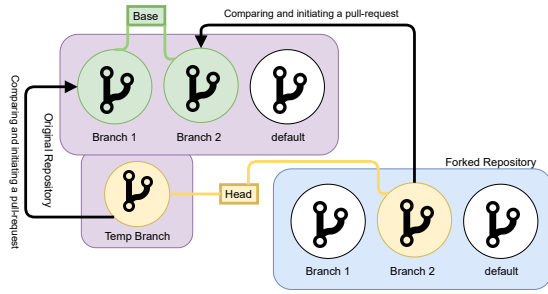 Base
Comparing and initiating a pull-request
Branch 1
Branch 2
default
Original Repository
Comparing and initiating a pull-request
Temp Branch
Head
Forked Repository
Branch 1
Branch 2
default